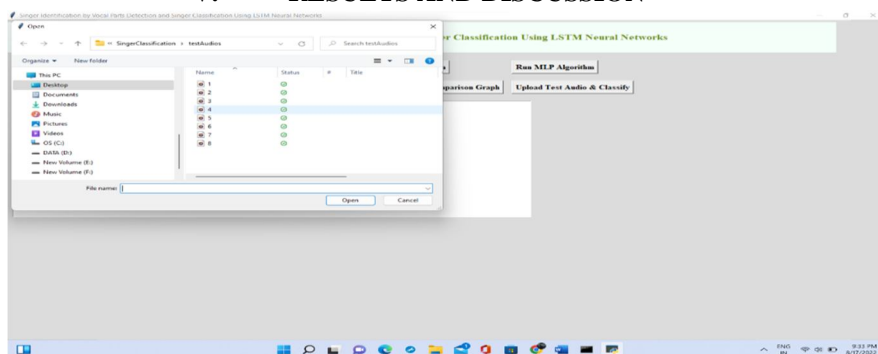 RESULTS AND DISCUSSION
Singer Identification by Vocal Parts Detection and Singer Classification Using LSTM Neural Networks
Open
SingerClassification > testAudios
Search testAudios
er Classification Using LSTM Neural Networks
Organize
New Folder
Run MLP Algorithm
parison Graph
Upload Test Audio & Classify
Name
Status
#
Title
This PC
Desktop
Documents
Downloads
Music
Pictures
Videos
OS (C:)
DATA (D:)
New Volume (E:)
New Volume (F:)
1
2
3
4
5
6
7
8
File name:
Open
Cancel
ENG
IN
9:33 PM